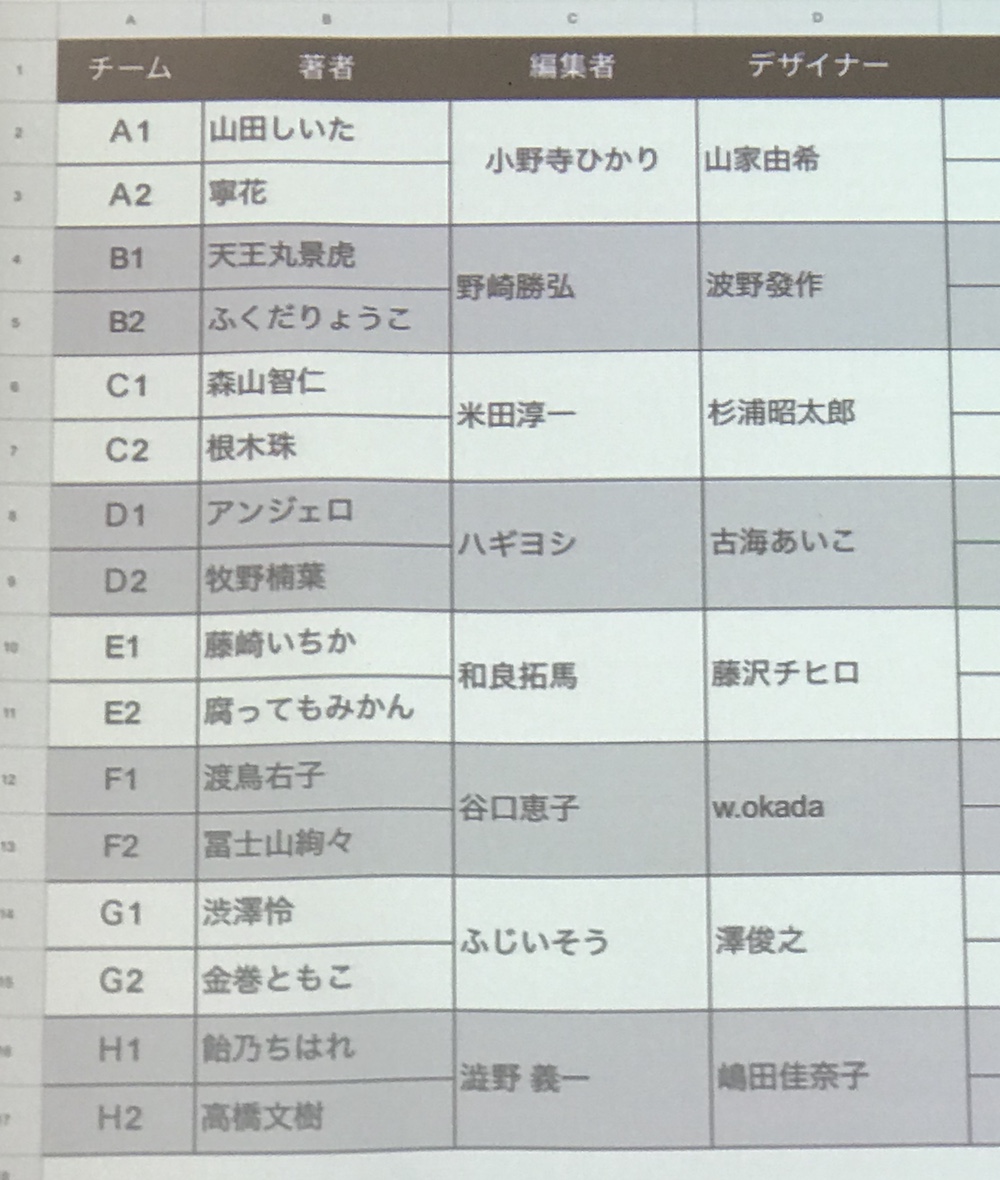 A B C D
1 チーム 著者 編集者 デザイナー
2 A1 山田しいた 小野寺ひかり 山家由希
3 A2 寧花
4 B1 天王丸景虎 野崎勝弘 波野發作
5 B2 ふくだりょうこ
6 C1 森山智仁 米田淳一 杉浦昭太郎
7 C2 根木珠
8 D1 アンジェロ ハギヨシ 古海あいこ
9 D2 牧野楠葉
10 E1 藤崎いちか 和良拓馬 藤沢チヒロ
11 E2 腐ってもみかん
12 F1 渡鳥右子 谷口恵子 w.okada
13 F2 冨士山絢々
14 G1 渋澤怜 ふじいそう 澤俊之
15 G2 金巻ともこ
16 H1 飴乃ちはれ 澁野 義一 嶋田佳奈子
17 H2 高橋文樹